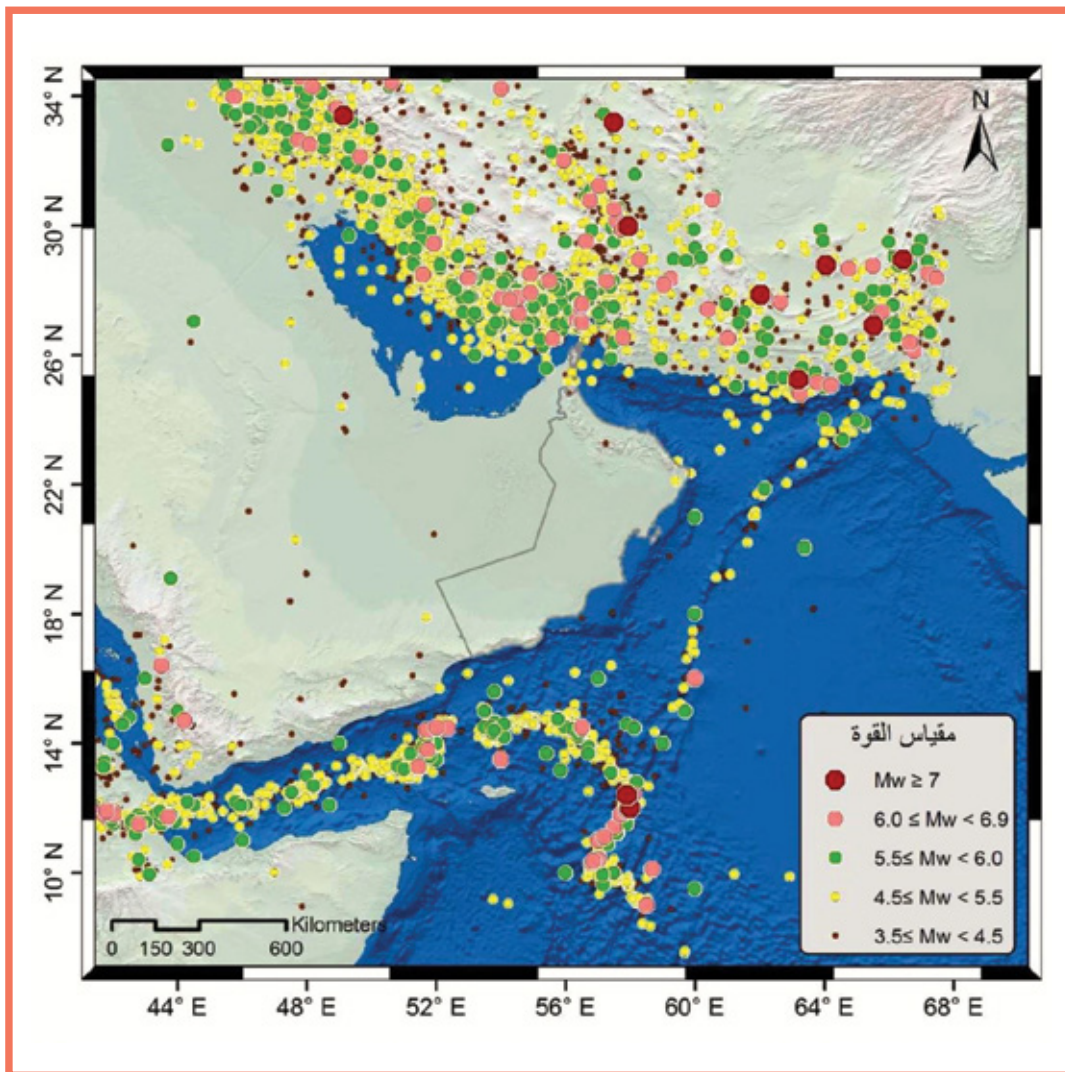 34° N
30° N
26° N
22° N
18° N
14° N
10° N
N
مقياس القوة
Mw ≥ 7
6.0 ≤ Mw < 6.9
5.5≤ Mw < 6.0
4.5≤ Mw < 5.5
3.5≤ Mw < 4.5
Kilometers
0 150 300 600
44° E 48° E 52° E 56° E 60° E 64° E 68° E